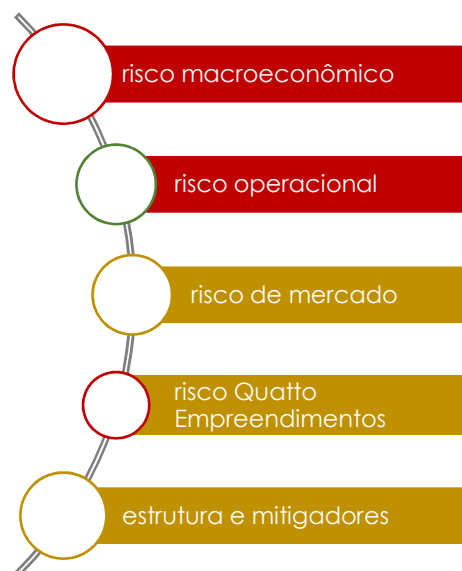 risco macroeconômico
risco operacional
risco de mercado
risco Quatto
Empreendimentos
estrutura e mitigadores